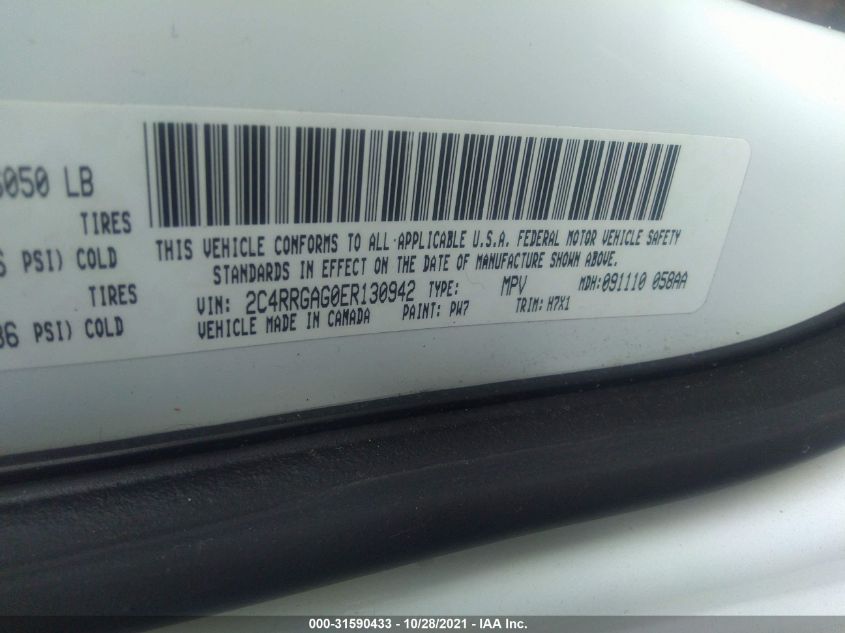 6050 LB
TIRES
PSI) COLD
TIRES
36 PSI) COLD
THIS VEHICLE CONFORMS TO ALL APPLICABLE U.S.A. FEDERAL MOTOR VEHICLE SAFETY
STANDARDS IN EFFECT ON THE DATE OF MANUFACTURE SHOWN ABOVE.
VIN: 2C4RRGAG0ER130942 TYPE: MPV MDH: 091110 058AA
VEHICLE MADE IN CANADA PAINT: PW7 TRIM: H7X1
000-31590433 - 10/28/2021 - IAA Inc.